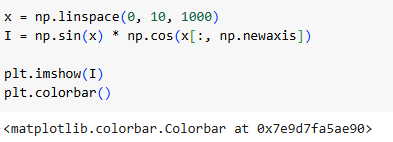 x = np.linspace(0, 10, 1000)
I = np.sin(x) * np.cos(x[:, np.newaxis])
plt.imshow(I)
plt.colorbar()
<matplotlib.colorbar.Colorbar at 0x7e9d7fa5ae90>